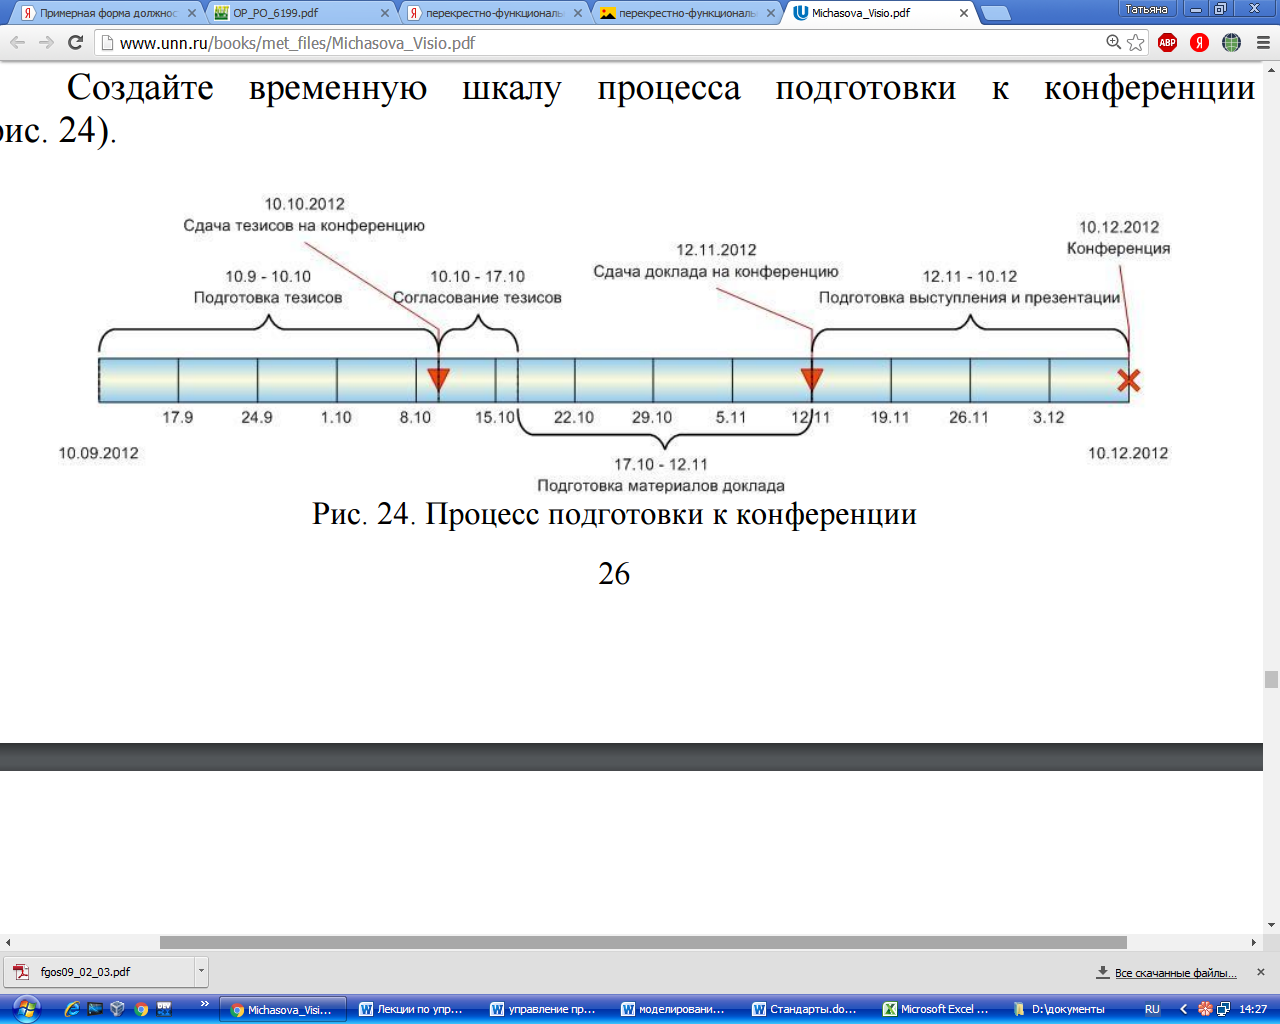 Примерная форма должнос
OP_PO_6199.pdf
перекрестно-функциональ
перекрестно-функциональ
Michasova_Visio.pdf
Татьяна
www.unn.ru/books/met_files/Michasova_Visio.pdf
ABP
Создайте временную шкалу процесса подготовки к конференции
рис. 24).
10.10.2012
Сдача тезисов на конференцию
10.12.2012
Конференция
12.11.2012
Сдача доклада на конференцию
10.9 - 10.10
Подготовка тезисов
10.10 - 17.10
Согласование тезисов
12.11 - 10.12
Подготовка выступления и презентации
17.9 24.9 1.10 8.10 15.10 22.10 29.10 5.11 12.11 19.11 26.11 3.12
10.09.2012
10.12.2012
17.10 - 12.11
Подготовка материалов доклада
Рис. 24. Процесс подготовки к конференции
26
fgos09_02_03.pdf
Все скачанные файлы...
Michasova_Visi...
Лекции по упр...
управление пр...
моделировани...
Стандарты.do...
Microsoft Excel ...
D:\документы
RU
14:27